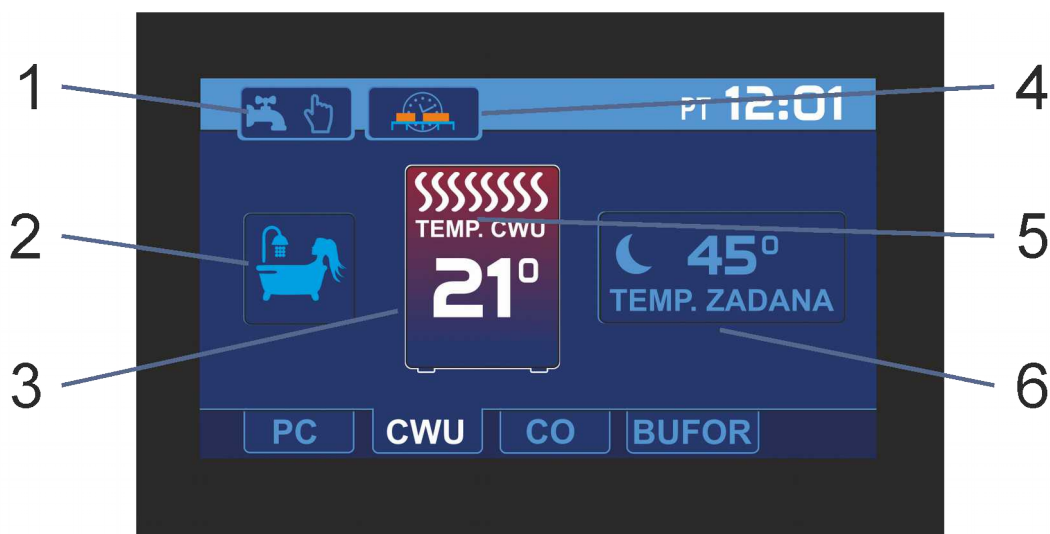 1
4
PT 12:01
2
TEMP. CWU
5
45°
21°
TEMP. ZADANA
3
6
PC CWU CO BUFOR